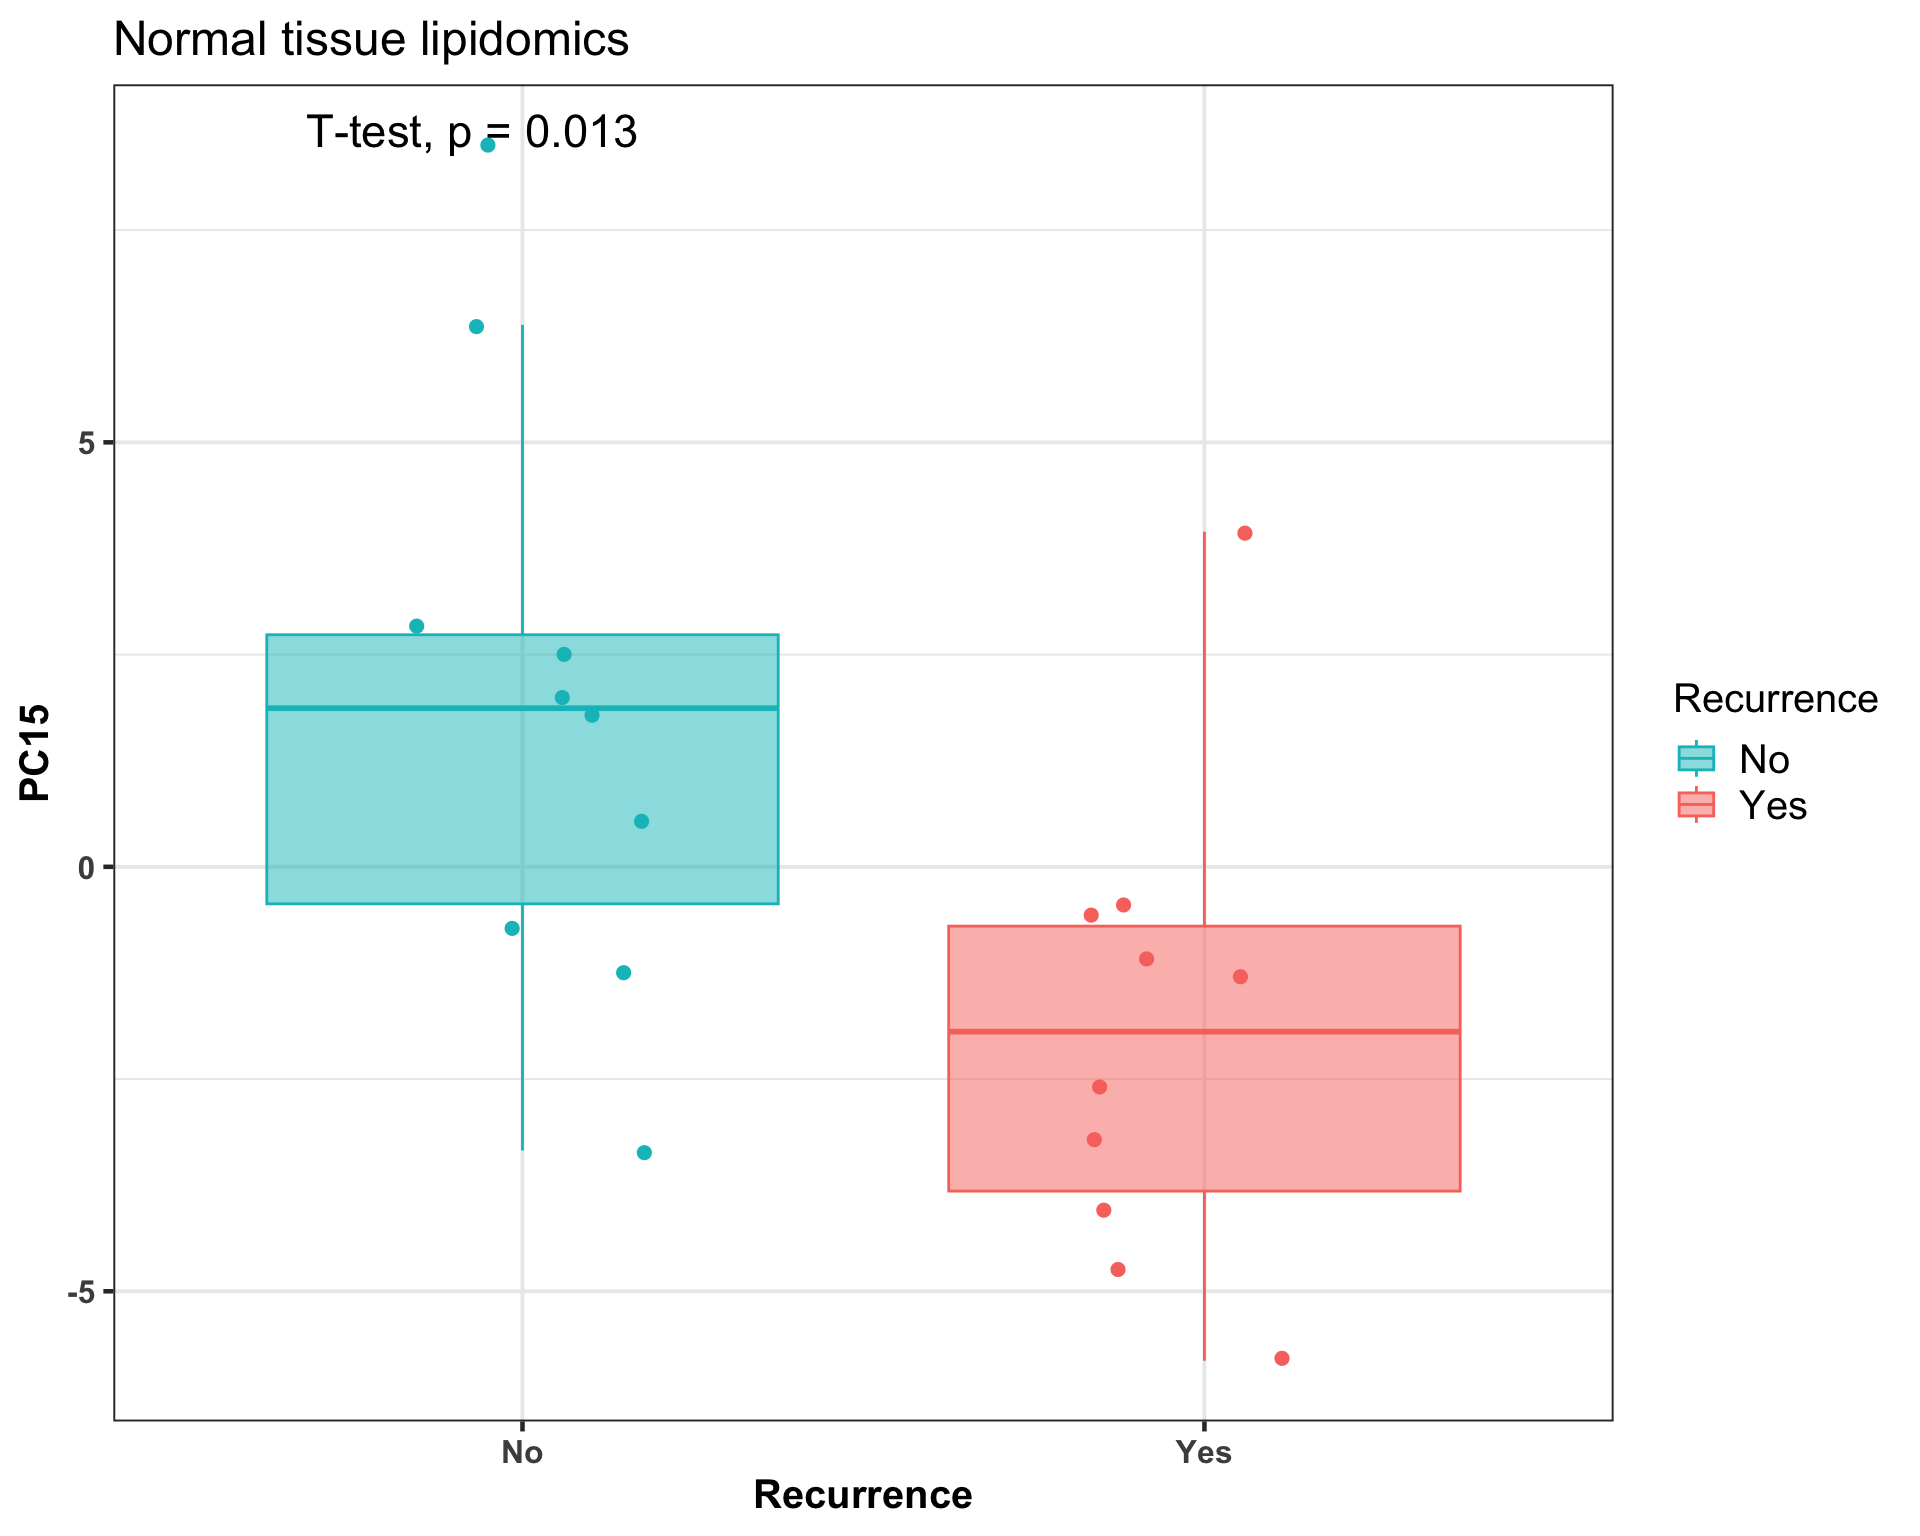 Normal tissue lipidomics
T-test, p = 0.013
5
0
-5
PC15
No
Yes
Recurrence
Recurrence
No
Yes